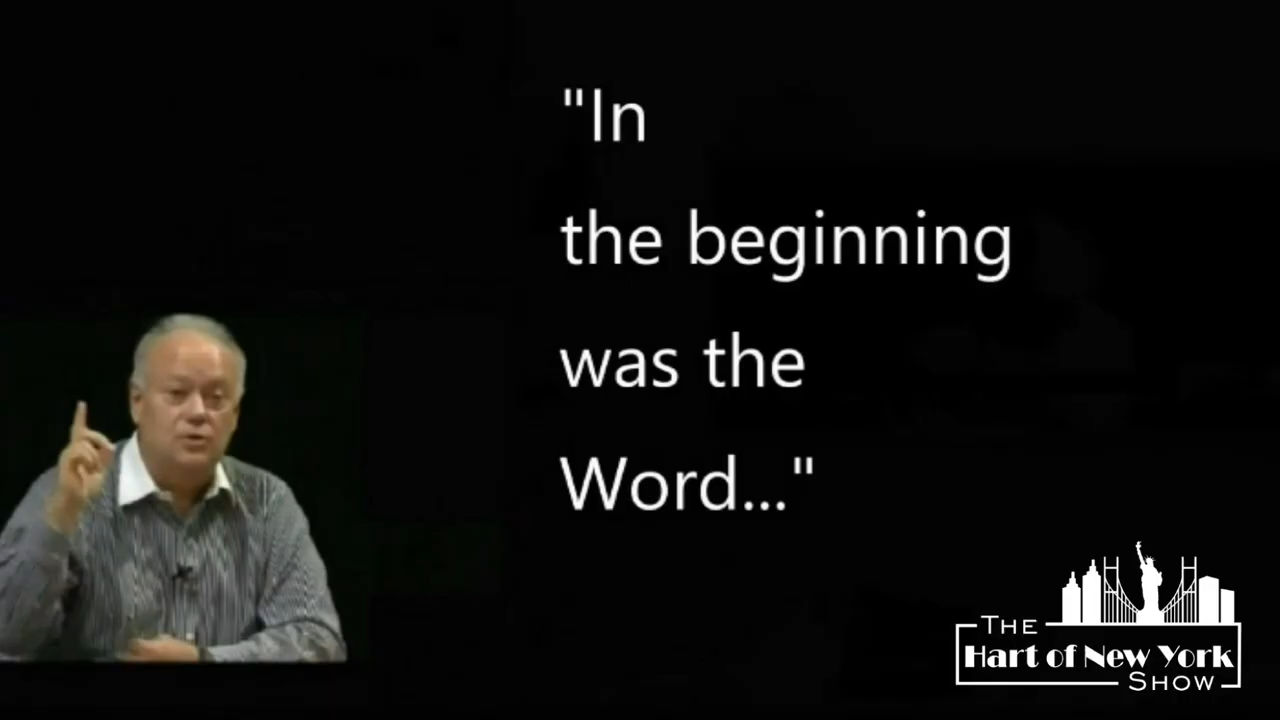 "In
the beginning
was the
Word..."
THE
Hart of New York
SHOW